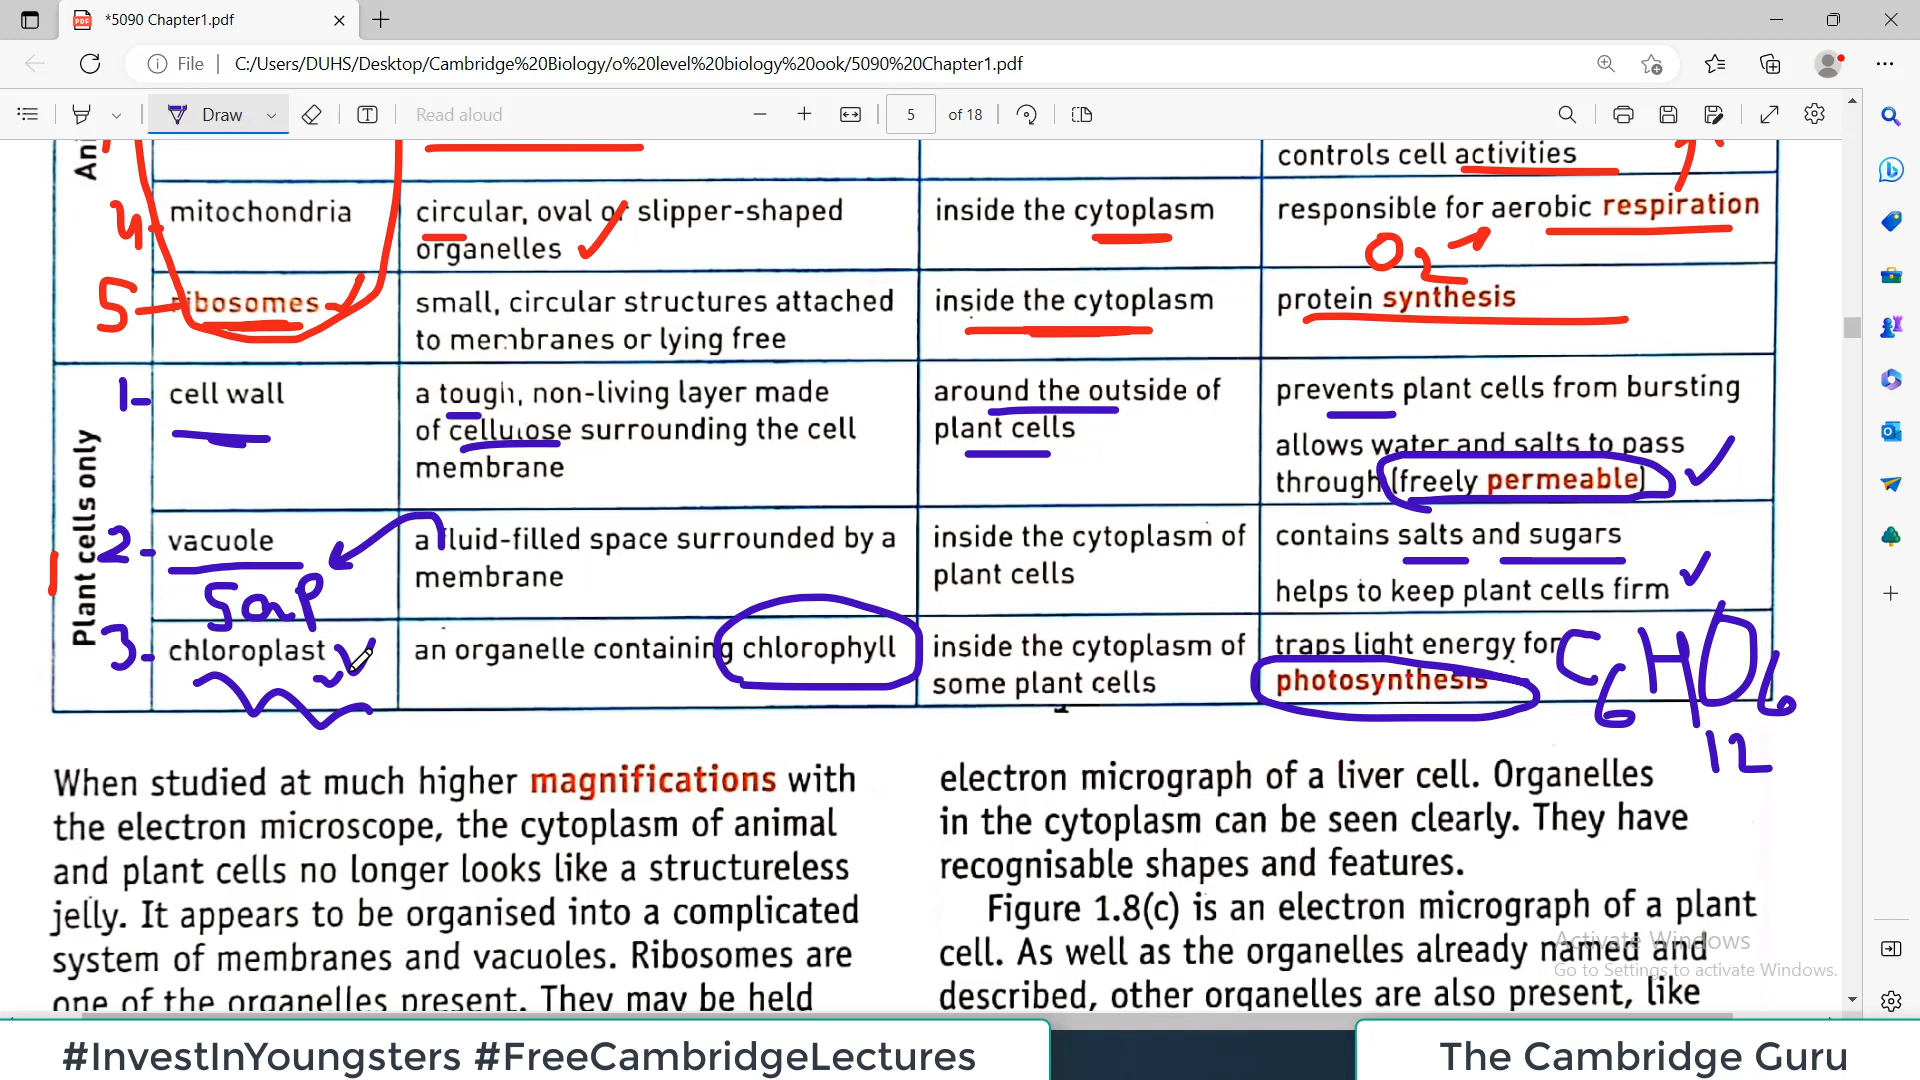 *5090 Chapter1.pdf
File
C:/Users/DUHS/Desktop/Cambridge%20Biology/o%20level%20biology%20ook/5090%20Chapter1.pdf
Draw
Read aloud
5
of 18
controls cell activities
4
mitochondria
circular, oval or slipper-shaped
organelles
inside the cytoplasm
responsible for aerobic respiration
O2
5
ribosomes
small, circular structures attached
to membranes or lying free
inside the cytoplasm
protein synthesis
Plant cells only
1-
cell wall
a tough, non-living layer made
of cellulose surrounding the cell
membrane
around the outside of
plant cells
prevents plant cells from bursting
allows water and salts to pass
through (freely permeable)
2-
vacuole
Sap
a fluid-filled space surrounded by a
membrane
inside the cytoplasm of
plant cells
contains salts and sugars
helps to keep plant cells firm
3-
chloroplast
an organelle containing chlorophyll
inside the cytoplasm of
some plant cells
traps light energy for
photosynthesis
C6H12O6
When studied at much higher magnifications with
the electron microscope, the cytoplasm of animal
and plant cells no longer looks like a structureless
jelly. It appears to be organised into a complicated
system of membranes and vacuoles. Ribosomes are
one of the organelles present. They may be held
electron micrograph of a liver cell. Organelles
in the cytoplasm can be seen clearly. They have
recognisable shapes and features.
Figure 1.8(c) is an electron micrograph of a plant
cell. As well as the organelles already named and
described, other organelles are also present, like
Activate Windows
Go to Settings to activate Windows.
#InvestInYoungsters #FreeCambridgeLectures
The Cambridge Guru